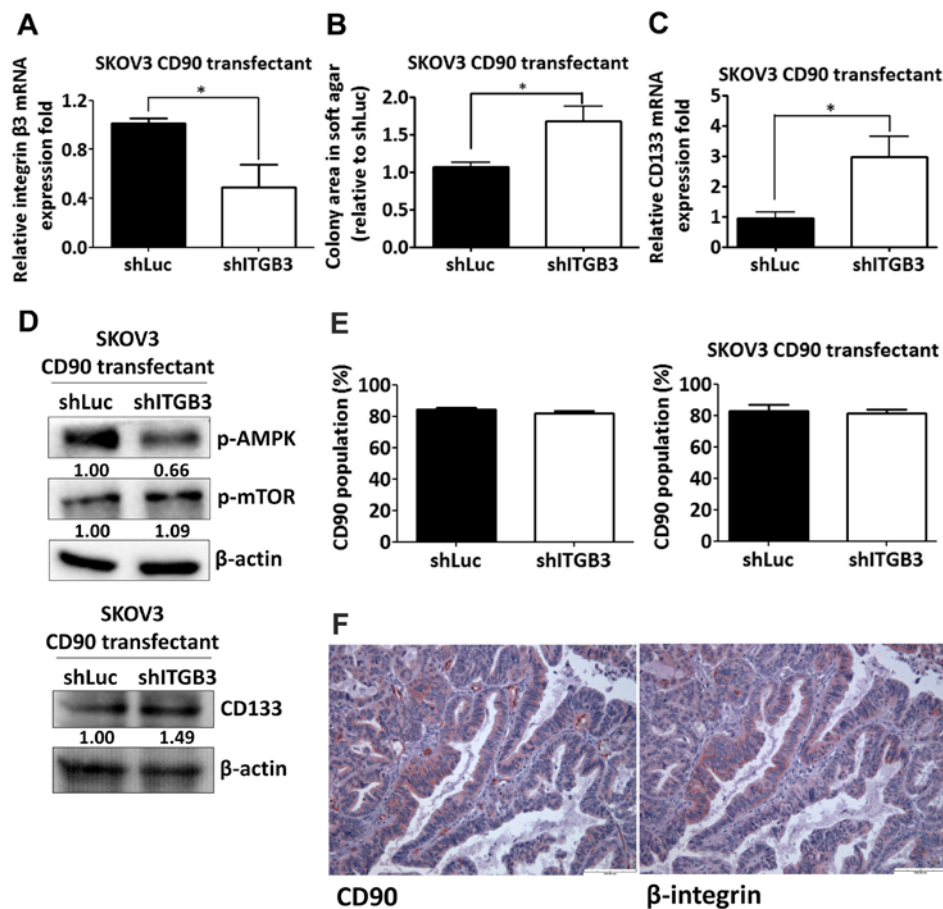 A
SKOV3 CD90 transfectant
*
Relative integrin β3 mRNA
expression fold
1.2
0.8
0.4
0.0
shLuc
shITGB3
B
SKOV3 CD90 transfectant
*
Colony area in soft agar
(relative to shLuc)
2.0
1.5
1.0
0.5
0.0
shLuc
shITGB3
C
SKOV3 CD90 transfectant
*
Relative CD133 mRNA
expression fold
5
4
3
2
1
0
shLuc
shITGB3
D
SKOV3
CD90 transfectant
shLuc shITGB3
p-AMPK
1.00 0.66
p-mTOR
1.00 1.09
β-actin
SKOV3
CD90 transfectant
shLuc shITGB3
CD133
1.00 1.49
β-actin
E
CD90 population (%)
100
80
60
40
20
0
shLuc
shITGB3
SKOV3 CD90 transfectant
CD90 population (%)
100
80
60
40
20
0
shLuc
shITGB3
F
CD90
β-integrin